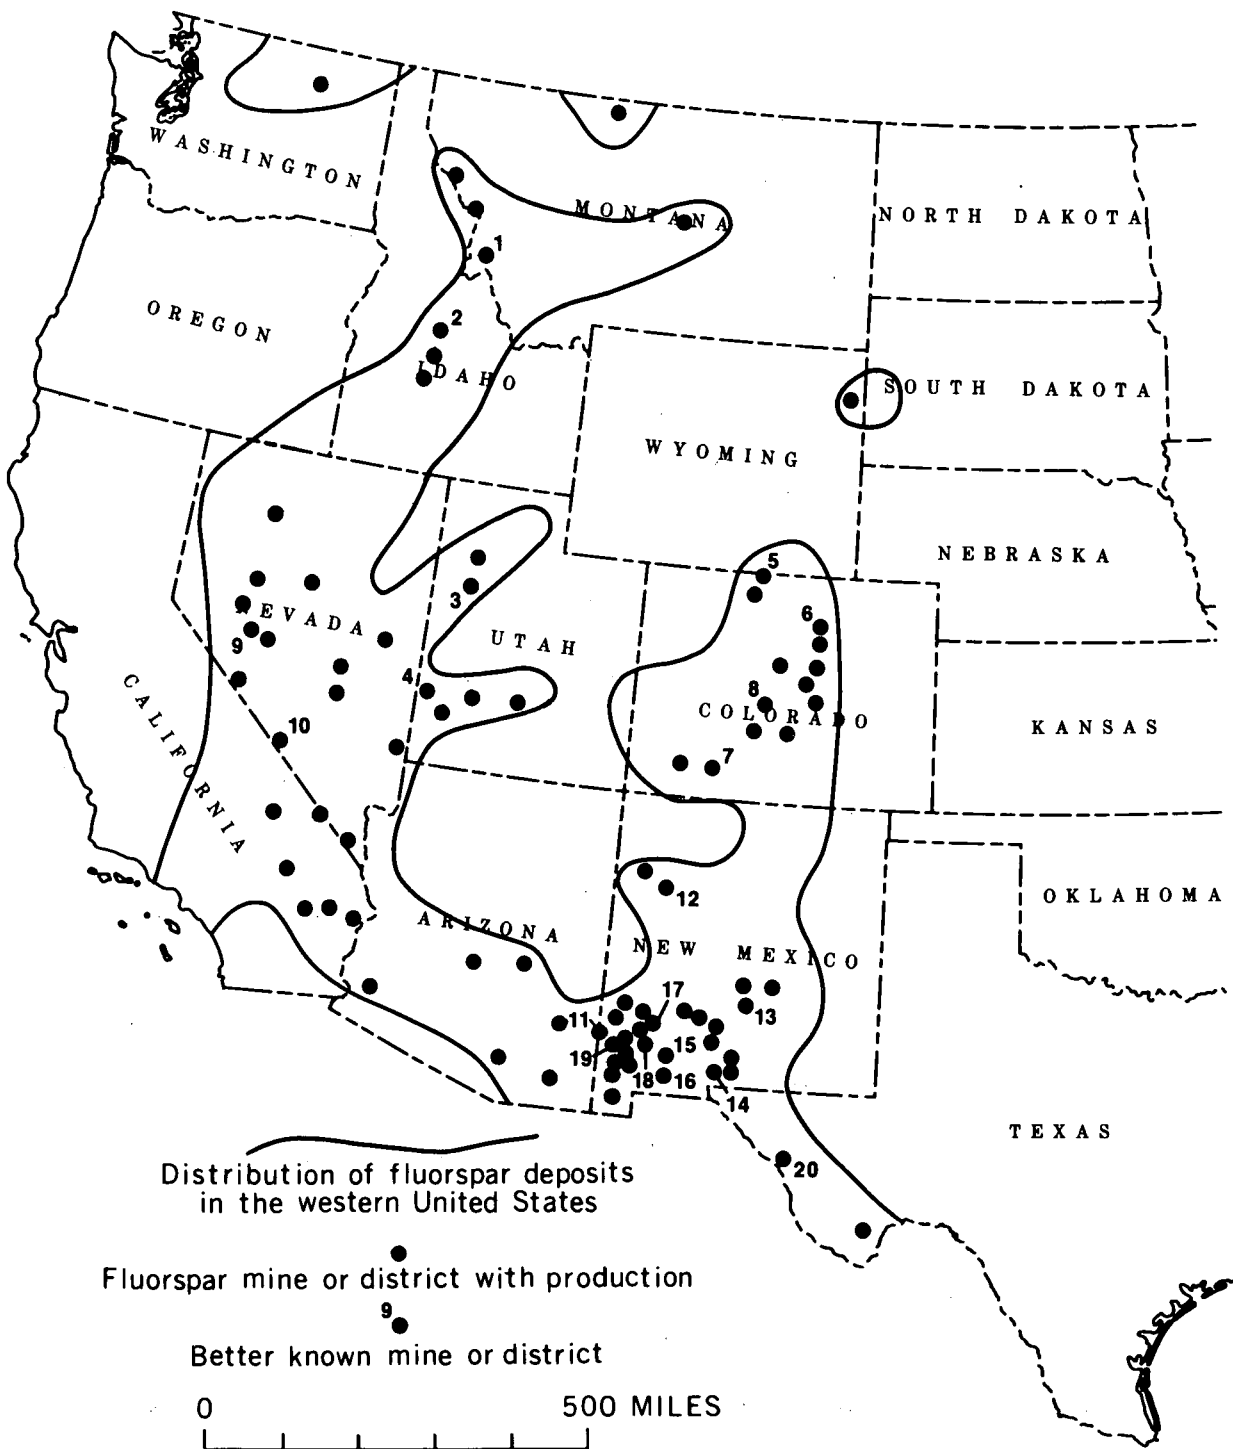 WASHINGTON
MONTANA
NORTH DAKOTA
1
OREGON
2
IDAHO
SOUTH DAKOTA
WYOMING
NEBRASKA
5
3
6
NEVADA
UTAH
9
4
8
CALIFORNIA
COLORADO
KANSAS
10
7
12
OKLAHOMA
ARIZONA
NEW MEXICO
17
11
13
15
19
18
16
14
TEXAS
20
Distribution of fluorspar deposits
in the western United States
Fluorspar mine or district with production
9
Better known mine or district
0 500 MILES